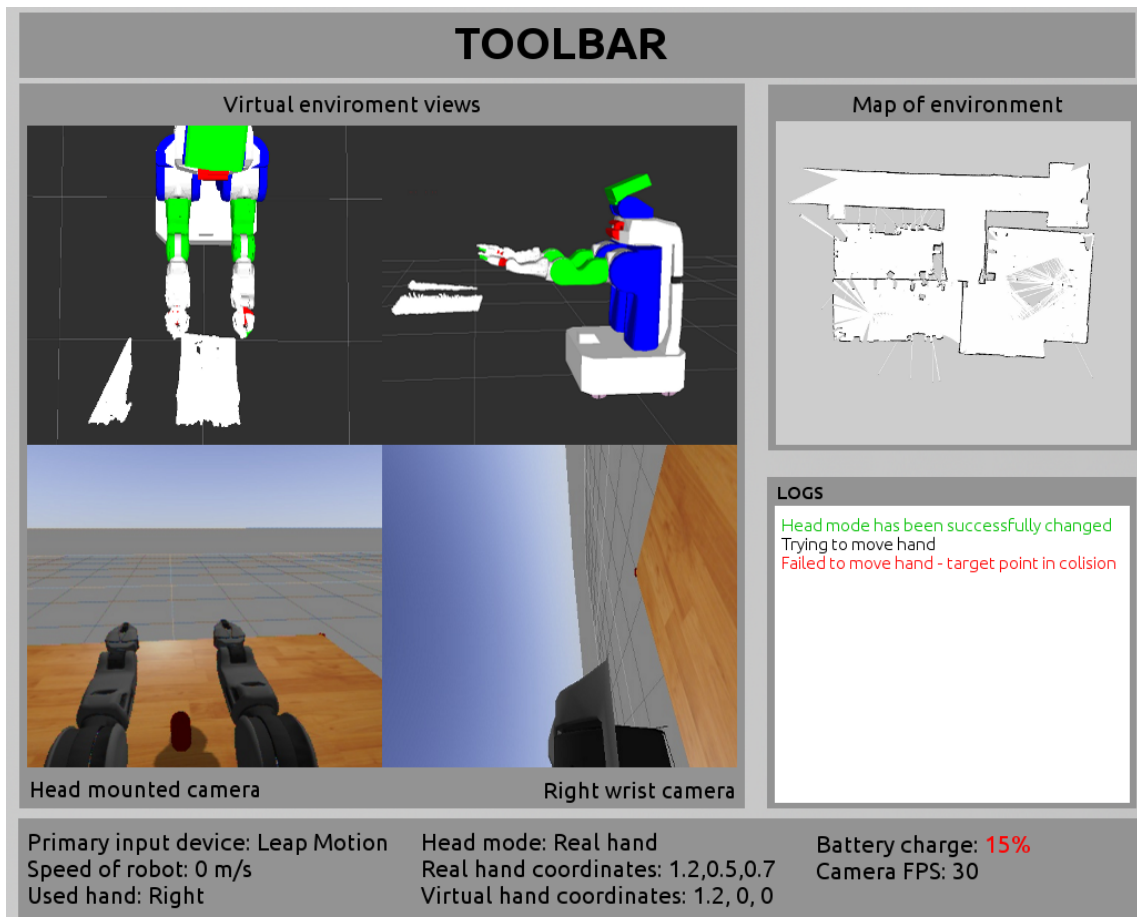 TOOLBAR
Virtual enviroment views
Head mounted camera
Right wrist camera
Map of environment
LOGS
Head mode has been successfully changed
Trying to move hand
Failed to move hand - target point in colision
Primary input device: Leap Motion
Speed of robot: 0 m/s
Used hand: Right
Head mode: Real hand
Real hand coordinates: 1.2,0.5,0.7
Virtual hand coordinates: 1.2, 0, 0
Battery charge: 15%
Camera FPS: 30